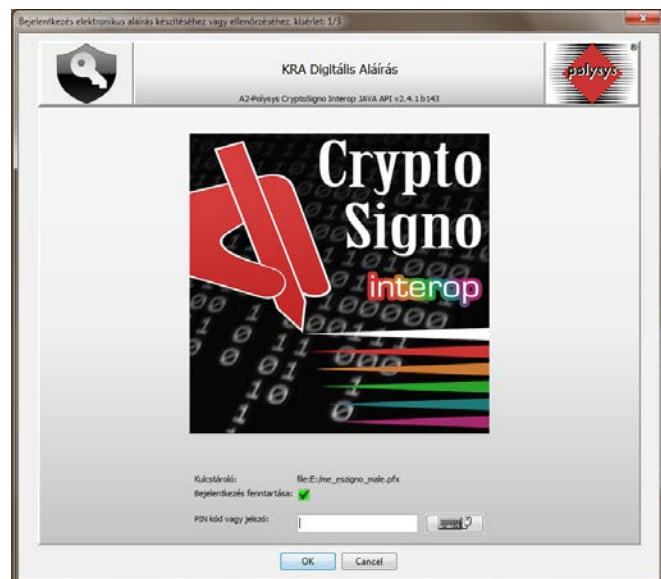 Bejelentkezés elektronikus aláírás készítéséhez vagy ellenőrzéséhez, kísérlet: 1/3
KRA Digitális Aláírás
A2-Polysys CryptoSigno Interop JAVA API v2.4.1 b143
polysys
®
Crypto
Signo
interop
Kulcstároló: file:E:/me_eszigno_male.pfx
Bejelentkezés fenntartása:
PIN kód vagy jelszó:
OK Cancel